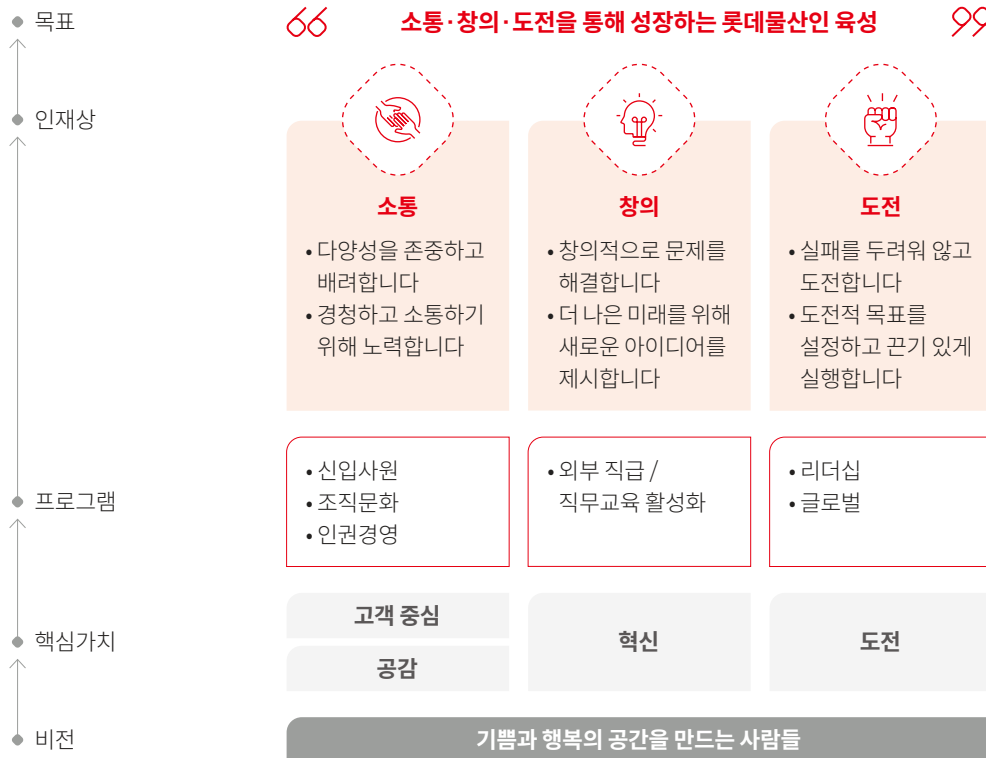 목표
소통·창의·도전을 통해 성장하는 롯데물산인 육성
인재상
소통
• 다양성을 존중하고
배려합니다
• 경청하고 소통하기
위해 노력합니다
창의
• 창의적으로 문제를
해결합니다
• 더 나은 미래를 위해
새로운 아이디어를
제시합니다
도전
• 실패를 두려워 않고
도전합니다
• 도전적 목표를
설정하고 끈기 있게
실행합니다
프로그램
• 신입사원
• 조직문화
• 인권경영
• 외부 직급 /
직무교육 활성화
• 리더십
• 글로벌
핵심가치
고객 중심
공감
혁신
도전
비전
기쁨과 행복의 공간을 만드는 사람들